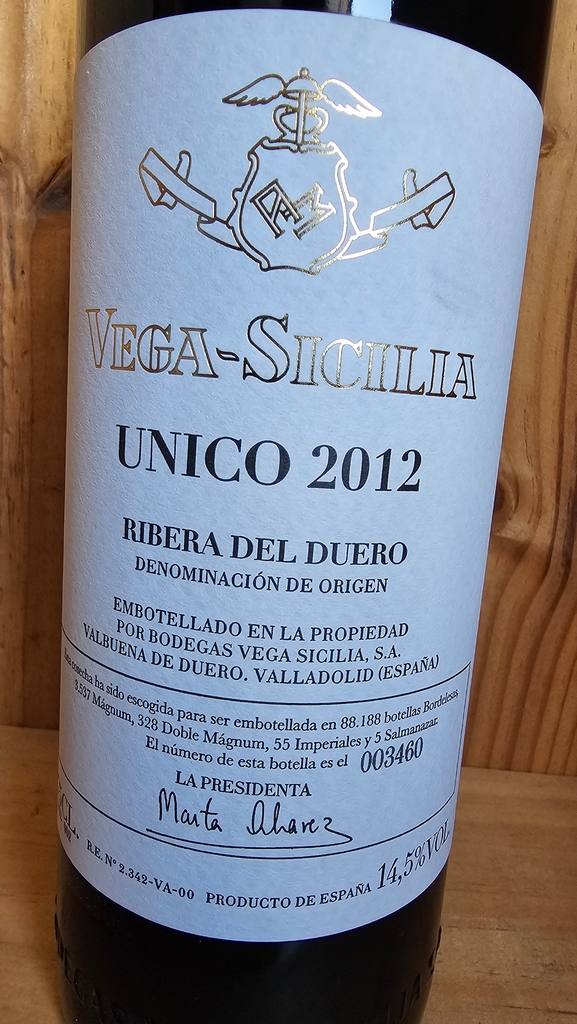 VEGA-SICILIA
UNICO 2012
RIBERA DEL DUERO
DENOMINACIÓN DE ORIGEN
EMBOTELLADO EN LA PROPIEDAD
POR BODEGAS VEGA SICILIA, S.A.
VALBUENA DE DUERO. VALLADOLID (ESPAÑA)
cosecha ha sido escogida para ser embotellada en 88.188 botellas Bordelesas,
3.537 Mágnum, 328 Doble Mágnum, 55 Imperiales y 5 Salmanazar.
El número de esta botella es el 003460
LA PRESIDENTA
Marta Alvarez
CL.
R.E. Nº 2.342-VA-00 PRODUCTO DE ESPAÑA 14,5%VOL.